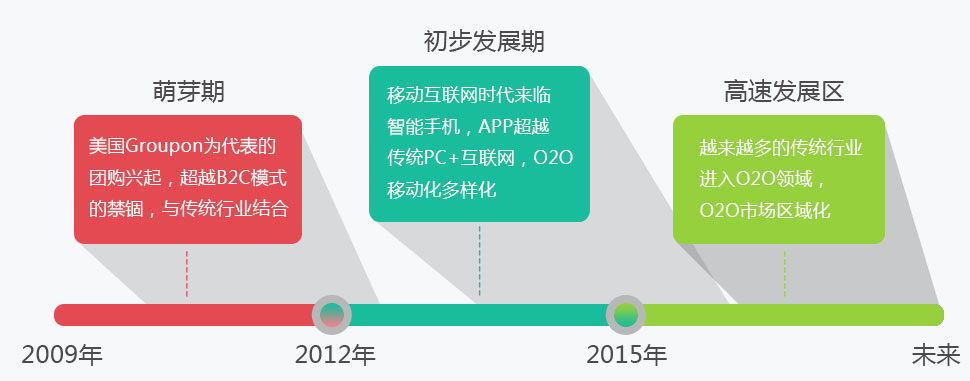 初步发展期
萌芽期
高速发展区
美国Groupon为代表的
团购兴起，超越B2C模式
的禁锢，与传统行业结合
移动互联网时代来临
智能手机，APP超越
传统PC+互联网，O2O
移动化多样化
越来越多的传统行业
进入O2O领域，
O2O市场区域化
2009年
2012年
2015年
未来